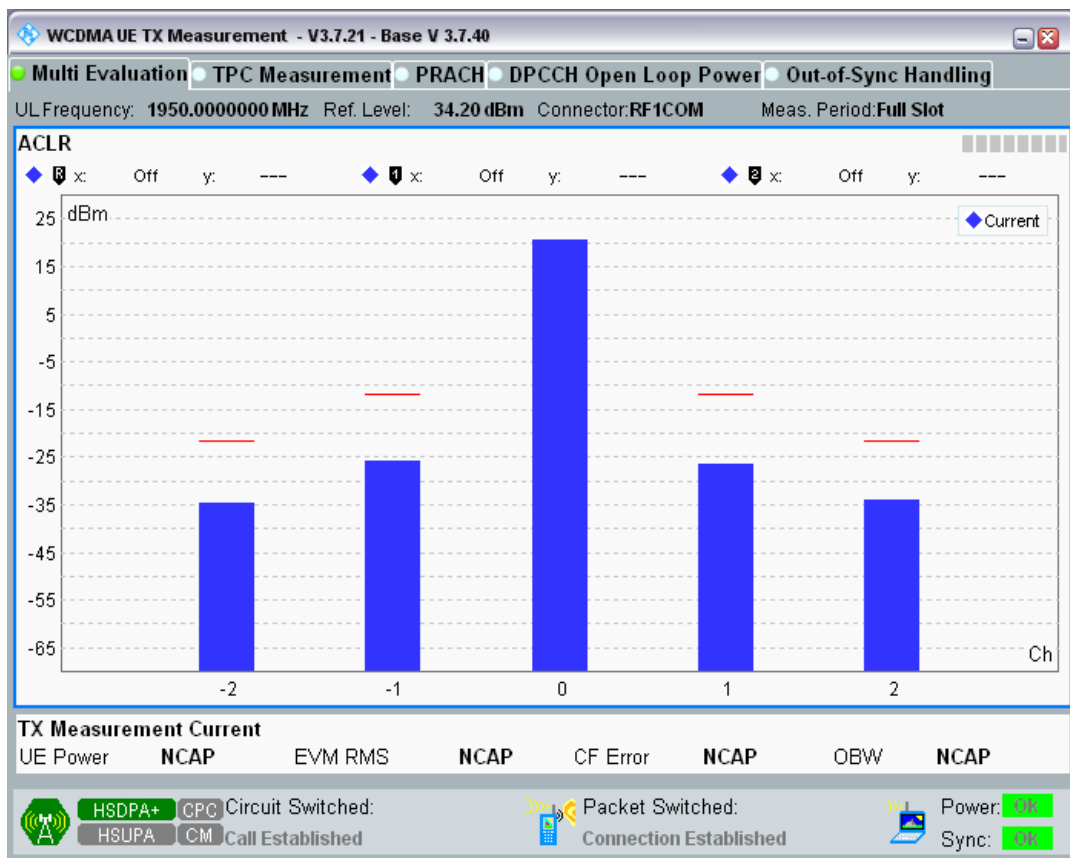 WCDMA UE TX Measurement - V3.7.21 - Base V 3.7.40
Multi Evaluation TPC Measurement PRACH DPCCH Open Loop Power Out-of-Sync Handling
UL Frequency: 1950.0000000 MHz Ref. Level: 34.20 dBm Connector:RF1COM Meas. Period:Full Slot
ACLR
R x: Off y: --- 1 x: Off y: --- 2 x: Off y: ---
dBm
Current
25
15
5
-5
-15
-25
-35
-45
-55
-65
Ch
-2 -1 0 1 2
TX Measurement Current
UE Power NCAP EVM RMS NCAP CF Error NCAP OBW NCAP
HSDPA+ CPC Circuit Switched: Packet Switched: Power: Ok
HSUPA CM Call Established Connection Established Sync: Ok